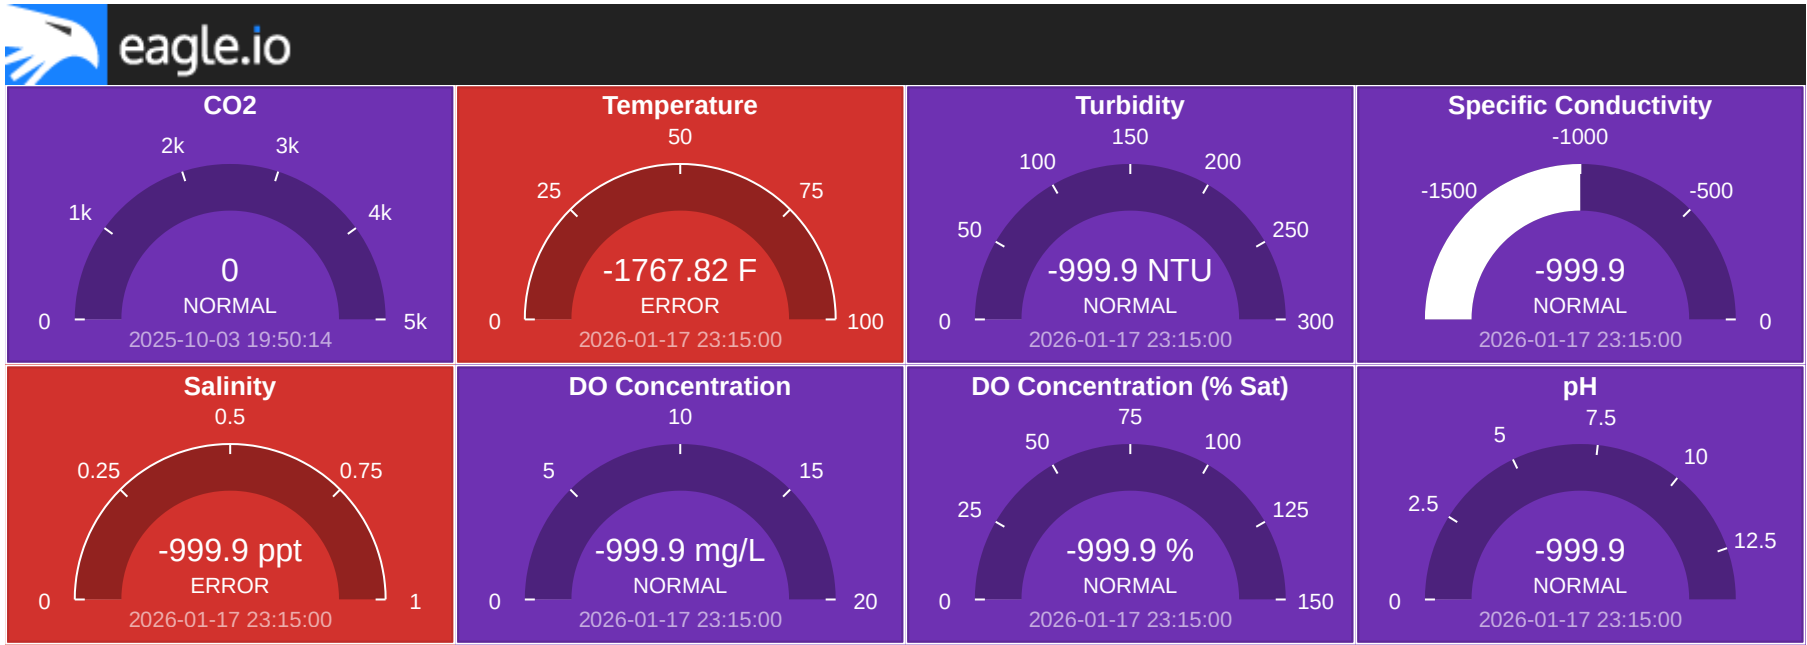 eagle.io
CO2
2k
3k
1k
4k
0
NORMAL
0
5k
2025-10-03 19:50:14
Temperature
50
25
75
-1767.82 F
ERROR
0
100
2026-01-17 23:15:00
Turbidity
150
100
200
50
250
-999.9 NTU
NORMAL
0
300
2026-01-17 23:15:00
Specific Conductivity
-1000
-1500
-500
-999.9
NORMAL
0
2026-01-17 23:15:00
Salinity
0.5
0.25
0.75
-999.9 ppt
ERROR
0
1
2026-01-17 23:15:00
DO Concentration
10
5
15
-999.9 mg/L
NORMAL
0
20
2026-01-17 23:15:00
DO Concentration (% Sat)
75
50
100
25
125
-999.9 %
NORMAL
0
150
2026-01-17 23:15:00
pH
7.5
5
10
2.5
12.5
-999.9
NORMAL
0
2026-01-17 23:15:00